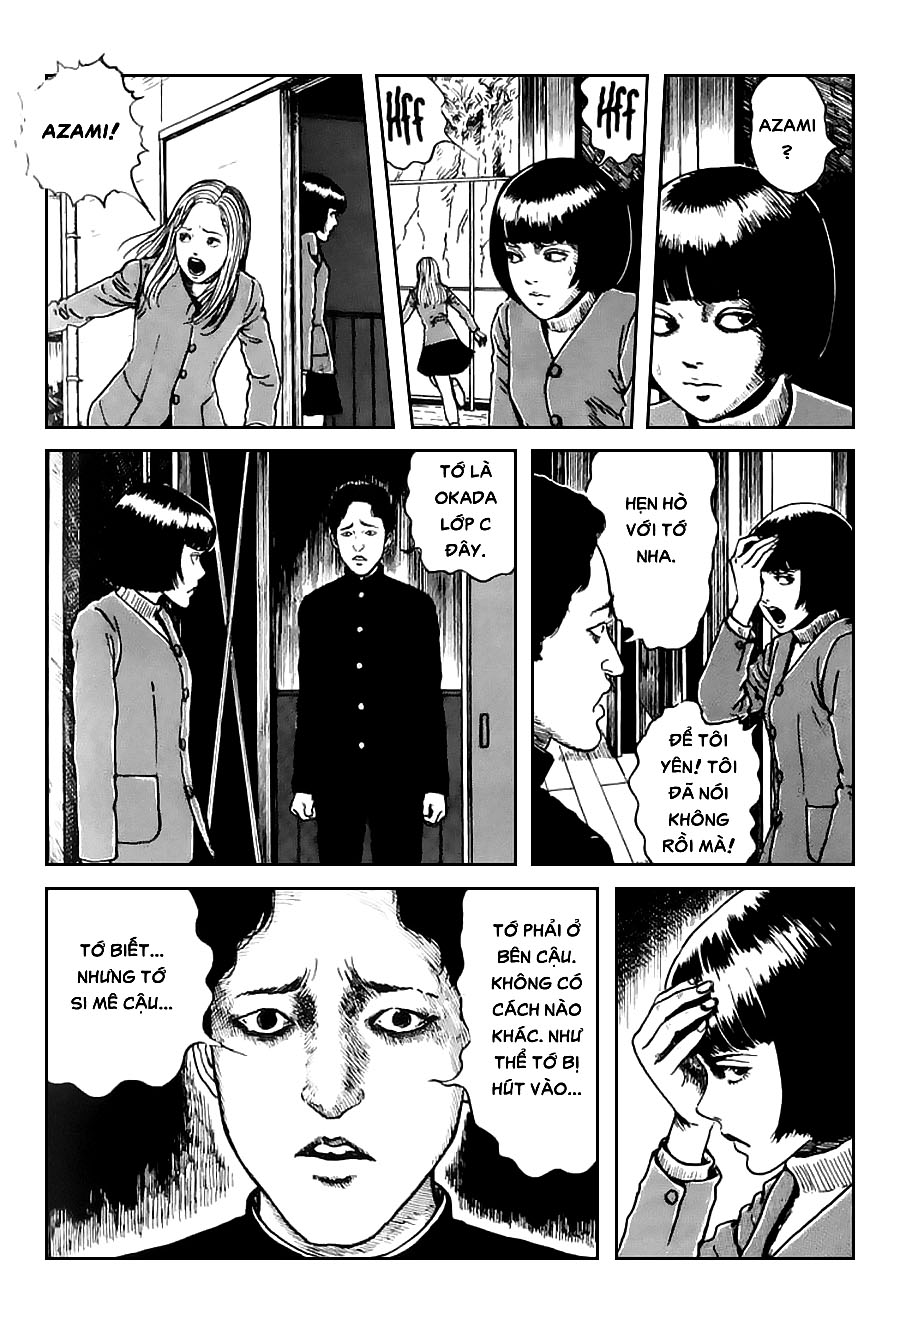 AZAMI!
Hff
Hff
AZAMI
?
TỚ LÀ
OKADA
LỚP C
ĐÂY.
HẸN HÒ
VỚI TỚ
NHA.
ĐỂ TÔI
YÊN! TÔI
ĐÃ NÓI
KHÔNG
RỒI MÀ!
TỚ BIẾT...
NHƯNG TỚ
SI MÊ CẬU...
TỚ PHẢI Ở
BÊN CẬU.
KHÔNG CÓ
CÁCH NÀO
KHÁC. NHƯ
THỂ TỚ BỊ
HÚT VÀO...